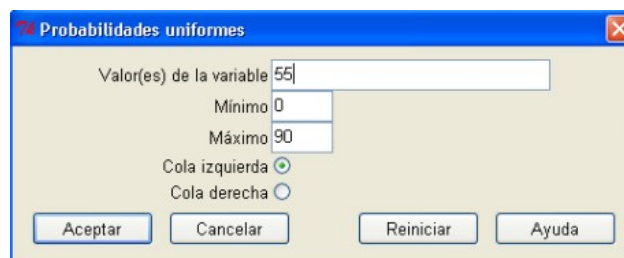 Probabilidades uniformes
Valor(es) de la variable 55
Mínimo 0
Máximo 90
Cola izquierda
Cola derecha
Aceptar Cancelar Reiniciar Ayuda